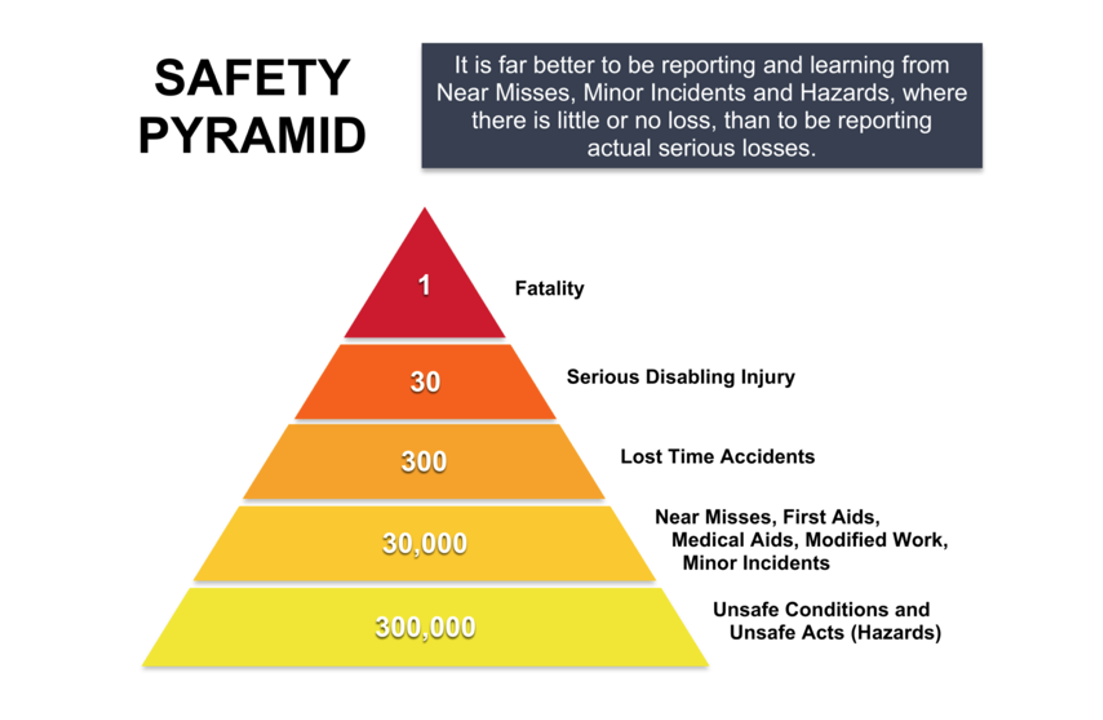 SAFETY
PYRAMID
It is far better to be reporting and learning from
Near Misses, Minor Incidents and Hazards, where
there is little or no loss, than to be reporting
actual serious losses.
1
Fatality
30
Serious Disabling Injury
300
Lost Time Accidents
30,000
Near Misses, First Aids,
Medical Aids, Modified Work,
Minor Incidents
300,000
Unsafe Conditions and
Unsafe Acts (Hazards)